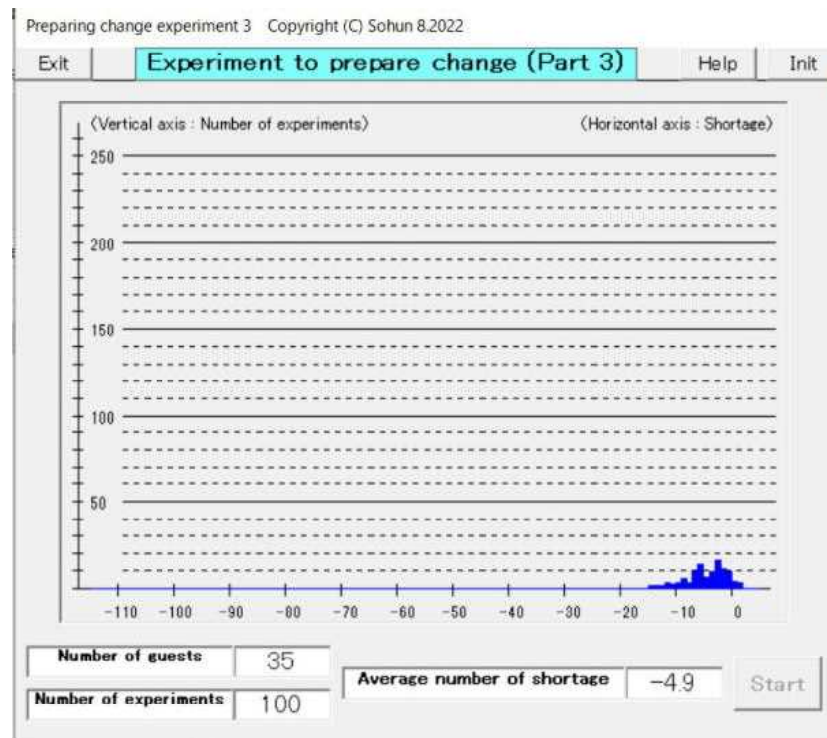 Preparing change experiment 3 Copyright (C) Sohun 8.2022
Exit Experiment to prepare change (Part 3) Help Init
(Vertical axis : Number of experiments) (Horizontal axis : Shortage)
250
200
150
100
50
-110 -100 -90 -80 -70 -60 -50 -40 -30 -20 -10 0
Number of guests 35
Average number of shortage -4.9 Start
Number of experiments 100